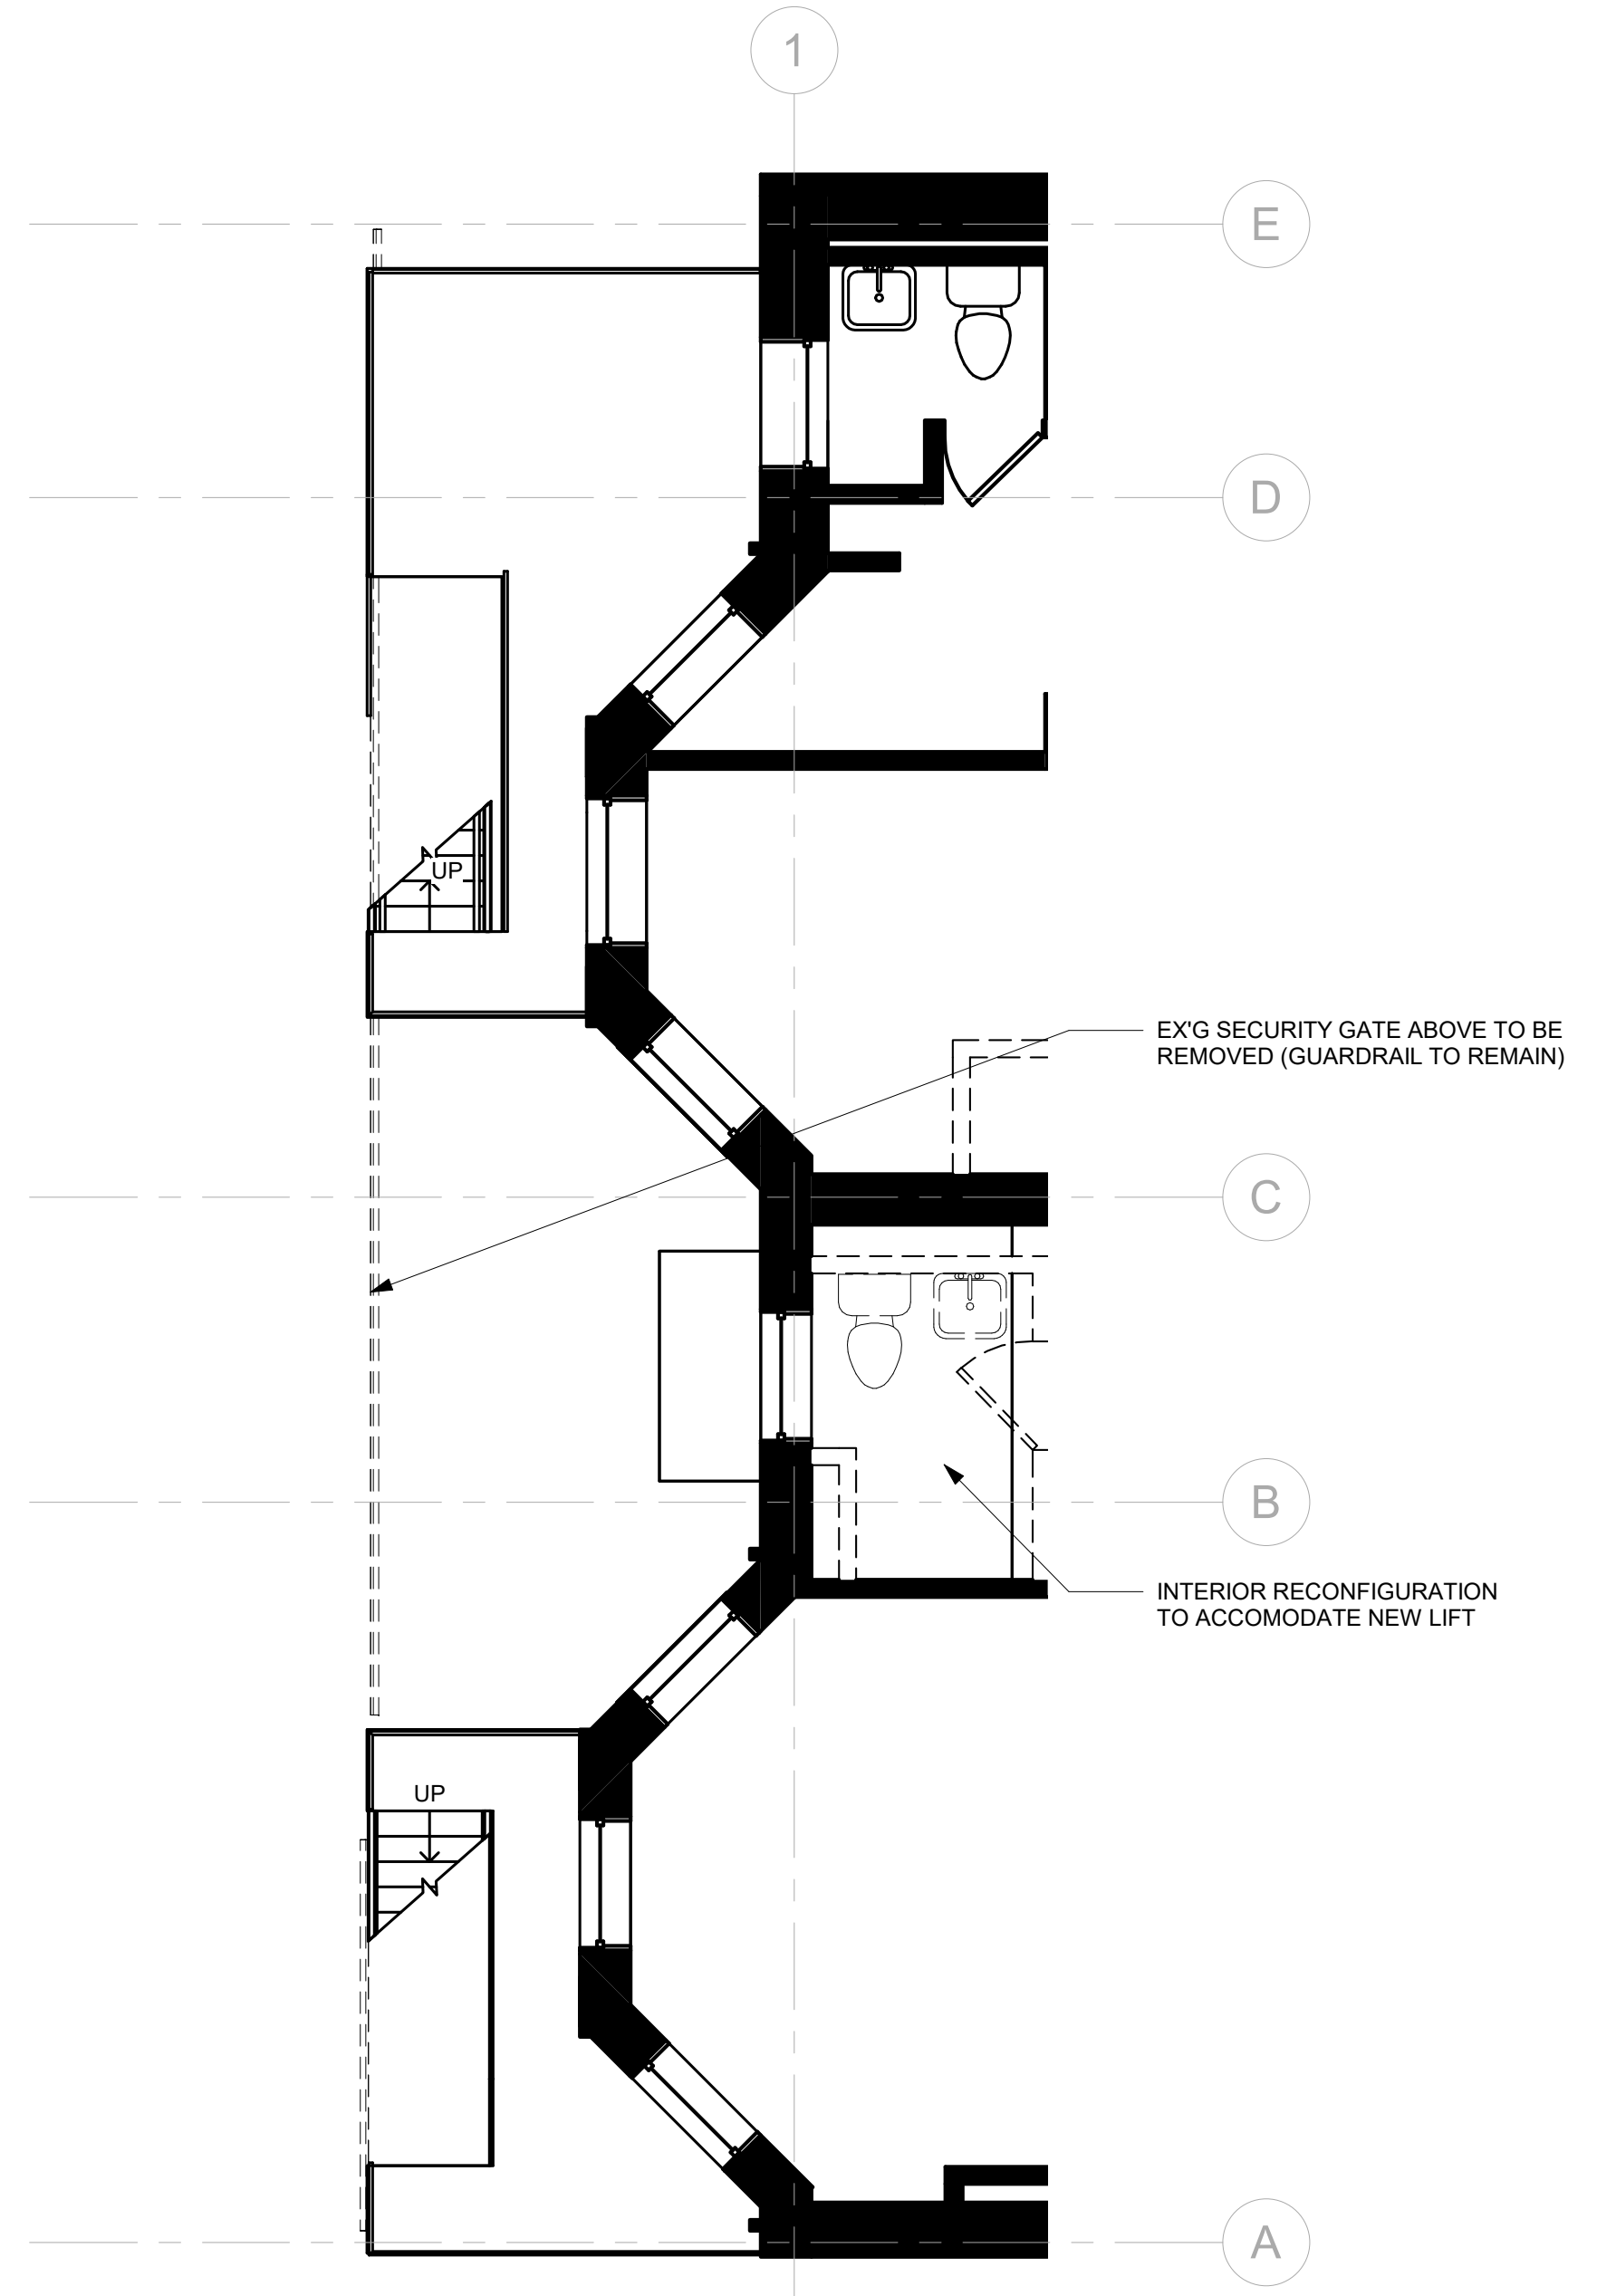 1
E
D
UP
EX'G SECURITY GATE ABOVE TO BE
REMOVED (GUARDRAIL TO REMAIN)
C
B
INTERIOR RECONFIGURATION
TO ACCOMODATE NEW LIFT
UP
A